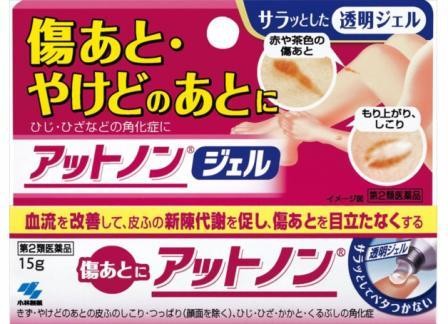 サラッとした 透明ジェル
傷あと・
やけどのあとに
ひじ・ひざなどの角化症に
赤や茶色の
傷あと
もり上がり、
しこり
アットノン® ジェル
イメージ図 第2類医薬品
血流を改善して、皮ふの新陳代謝を促し、傷あとを目立たなくする
第2類医薬品
15g
傷あとに
アットノン®
透明ジェル
サラッとしてベタつかない
小林製薬
きず・やけどのあとの皮ふのしこり・つっぱり(顔面を除く)、ひじ・ひざ・かかと・くるぶしの角化症